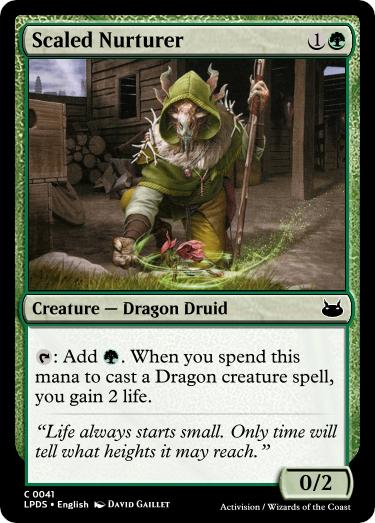 Scaled Nurturer 1
Creature — Dragon Druid
: Add . When you spend this
mana to cast a Dragon creature spell,
you gain 2 life.
“Life always starts small. Only time will
tell what heights it may reach.”
0/2
C 0041
LPDS • English DAVID GAILLET
Activision / Wizards of the Coast